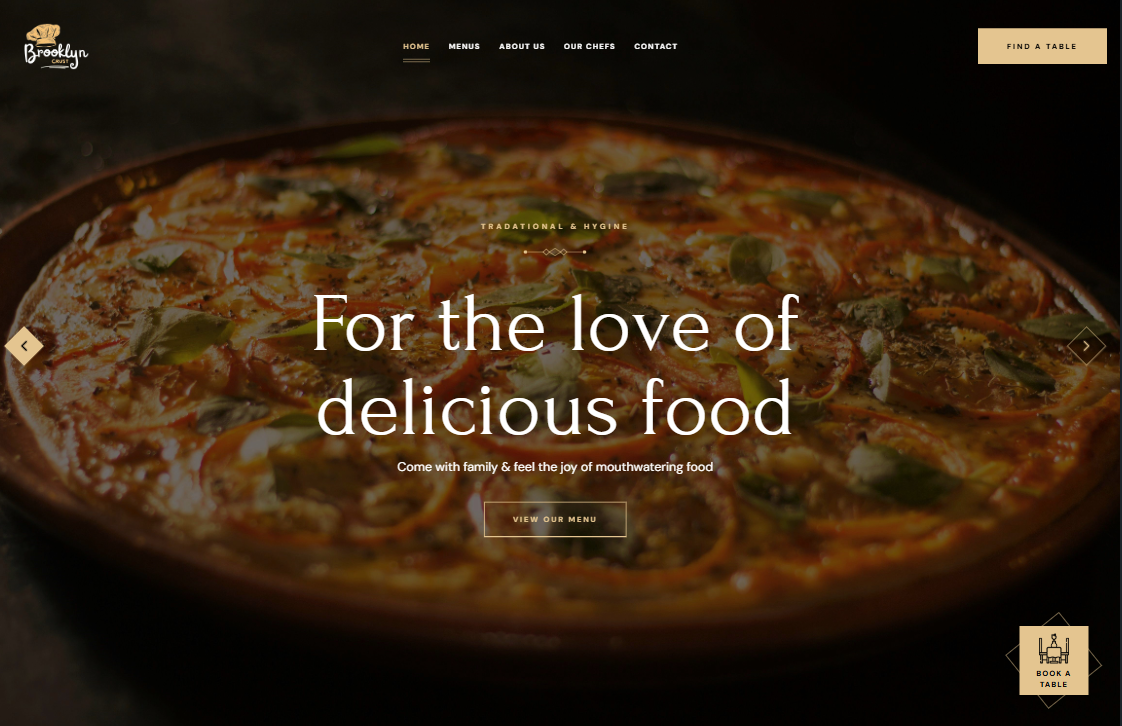 Brooklyn
CRUST
HOME MENUS ABOUT US OUR CHEFS CONTACT
FIND A TABLE
TRADATIONAL & HYGINE
For the love of
delicious food
Come with family & feel the joy of mouthwatering food
VIEW OUR MENU
BOOK A
TABLE